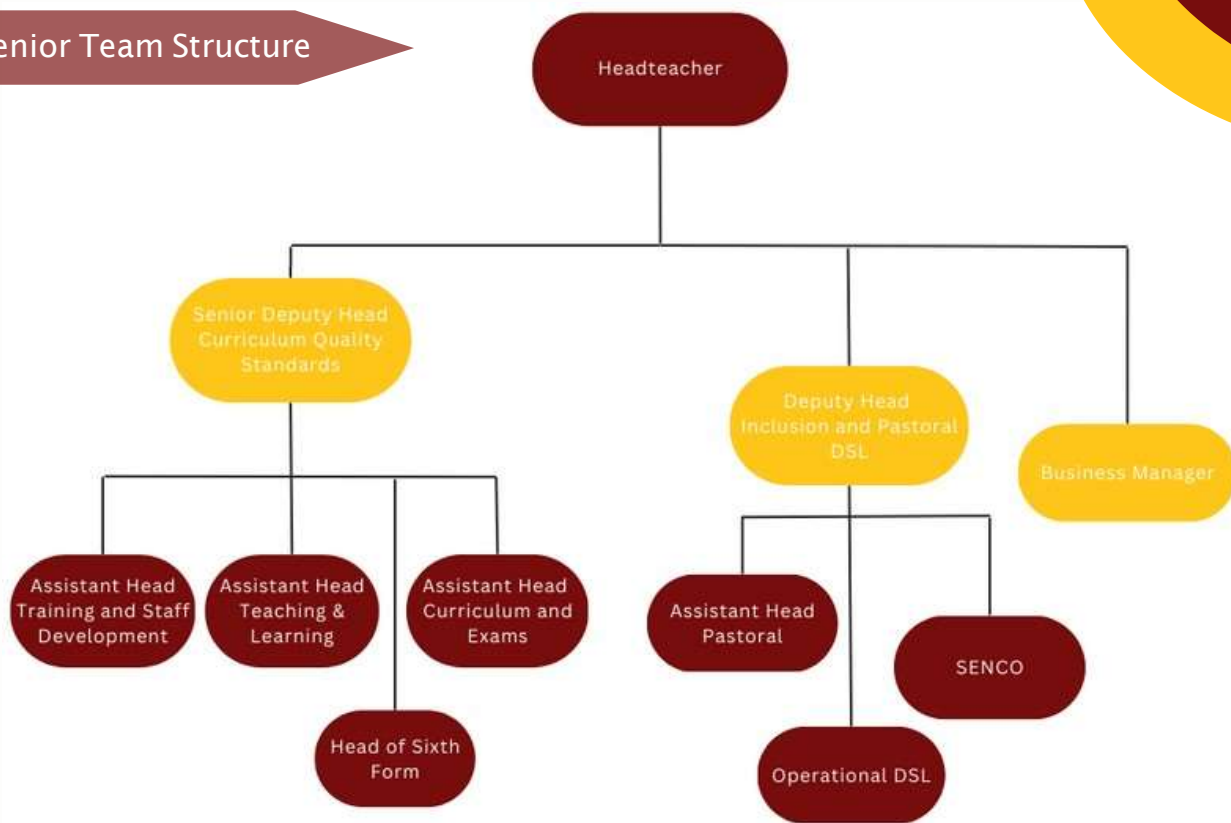 enior Team Structure
Headteacher
Senior Deputy Head
Curriculum Quality
Standards
Deputy Head
Inclusion and Pastoral
DSL
Business Manager
Assistant Head
Training and Staff
Development
Assistant Head
Teaching &
Learning
Assistant Head
Curriculum and
Exams
Head of Sixth
Form
Assistant Head
Pastoral
Operational DSL
SENCO